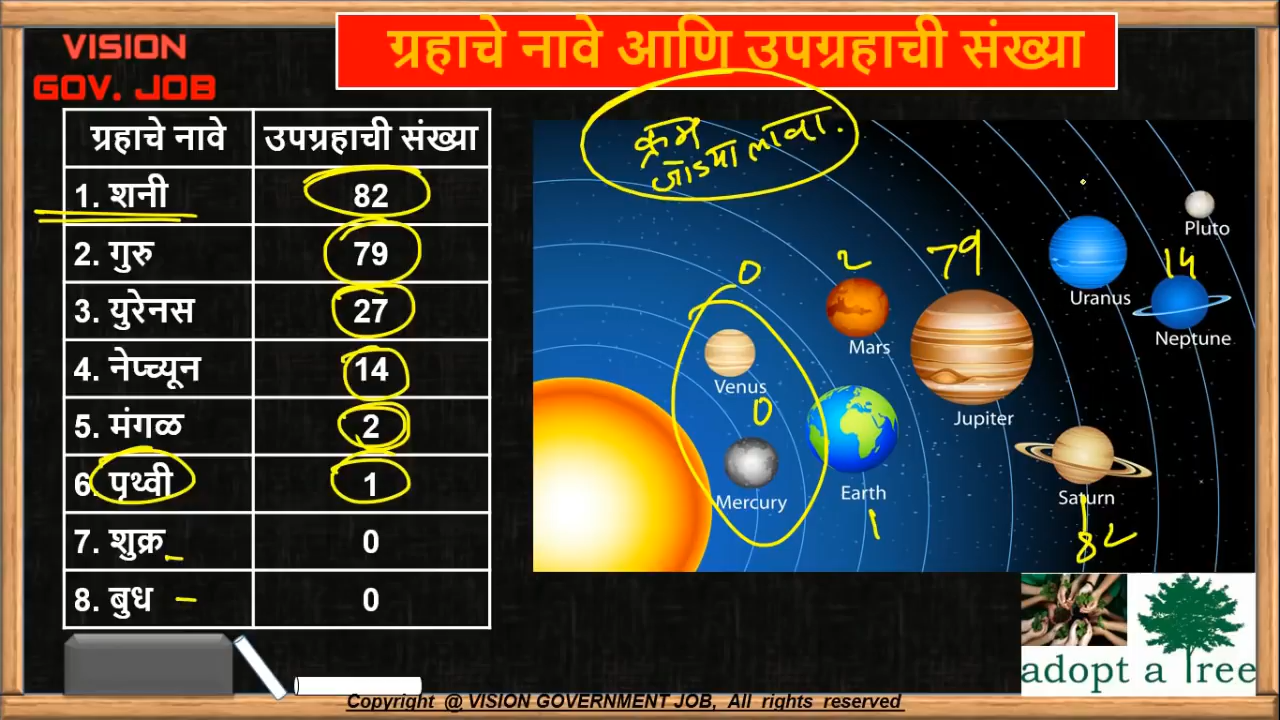 VISION
GOV. JOB
ग्रहाचे नावे आणि उपग्रहाची संख्या
ग्रहाचे नावे उपग्रहाची संख्या
1. शनी 82
2. गुरु 79
3. युरेनस 27
4. नेप्च्यून 14
5. मंगळ 2
6. पृथ्वी 1
7. शुक्र 0
8. बुध 0
क्रम
जोड्या लावा.
Pluto
0
2
79
14
Uranus
Neptune
Mars
Venus
0
Jupiter
Mercury
Earth
1
Saturn
82
adopt a Tree
Copyright @ VISION GOVERNMENT JOB, All rights reserved